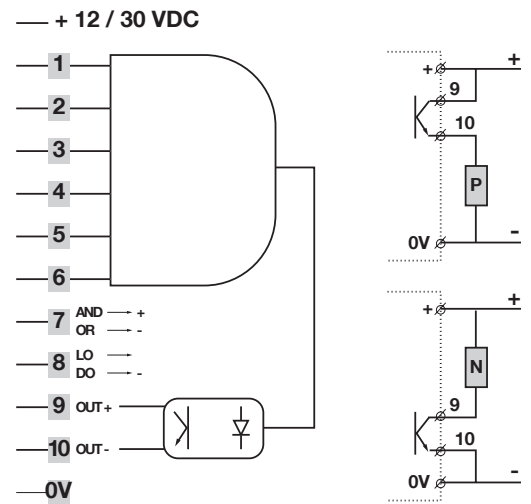 + 12 / 30 VDC
1
2
3
4
5
6
7 AND → +
OR → -
8 LO →
DO → -
9 OUT+
10 OUT-
0V
+ +
9
10
P
0V -
+ +
N
9
10
0V -